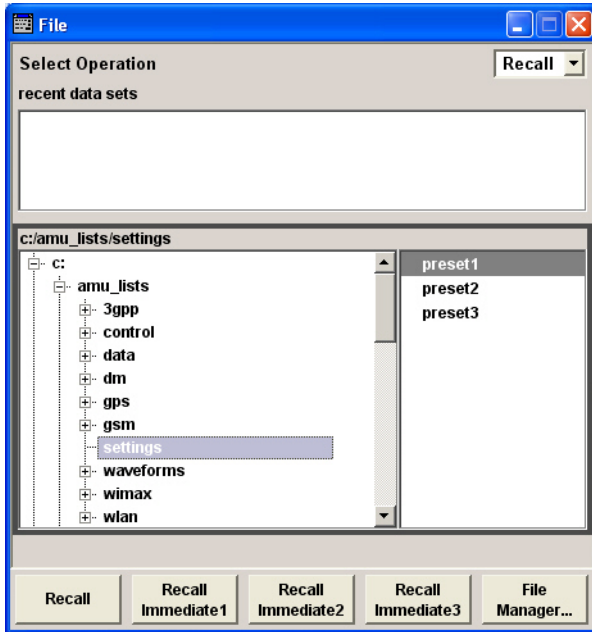 File
Select Operation
Recall
recent data sets
c:/amu_lists/settings
c:
amu_lists
3gpp
control
data
dm
gps
gsm
settings
waveforms
wimax
wlan
preset1
preset2
preset3
Recall
Recall
Immediate1
Recall
Immediate2
Recall
Immediate3
File
Manager...